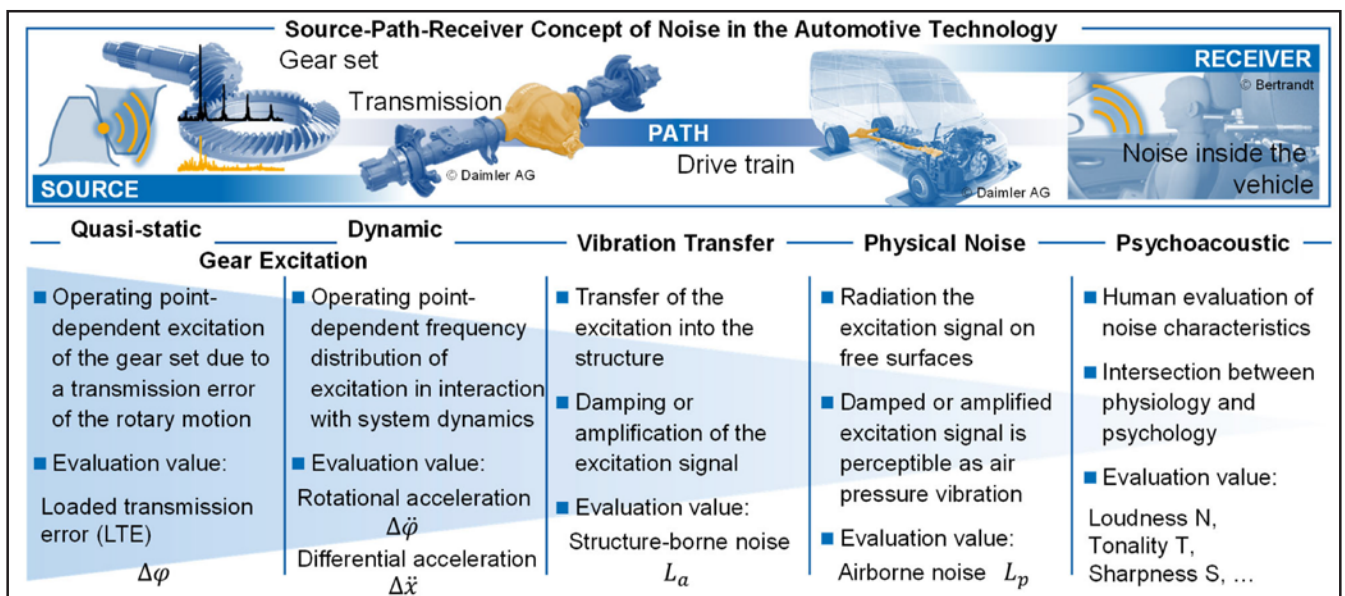 Source-Path-Receiver Concept of Noise in the Automotive Technology
Gear set
RECEIVER
© Bertrandt
Transmission
PATH
Drive train
Noise inside the
vehicle
© Daimler AG
© Daimler AG
SOURCE
Quasi-static
Dynamic
Gear Excitation
Vibration Transfer
Physical Noise
Psychoacoustic
■ Operating point-
dependent excitation
of the gear set due to
a transmission error
of the rotary motion
■ Evaluation value:
Loaded transmission
error (LTE)
Δφ
■ Operating point-
dependent frequency
distribution of
excitation in interaction
with system dynamics
■ Evaluation value:
Rotational acceleration
Δφ̈
Differential acceleration
Δẍ
■ Transfer of the
excitation into the
structure
■ Damping or
amplification of the
excitation signal
■ Evaluation value:
Structure-borne noise
Lₐ
■ Radiation the
excitation signal on
free surfaces
■ Damped or amplified
excitation signal is
perceptible as air
pressure vibration
■ Evaluation value:
Airborne noise Lₚ
■ Human evaluation of
noise characteristics
■ Intersection between
physiology and
psychology
■ Evaluation value:
Loudness N,
Tonality T,
Sharpness S, …